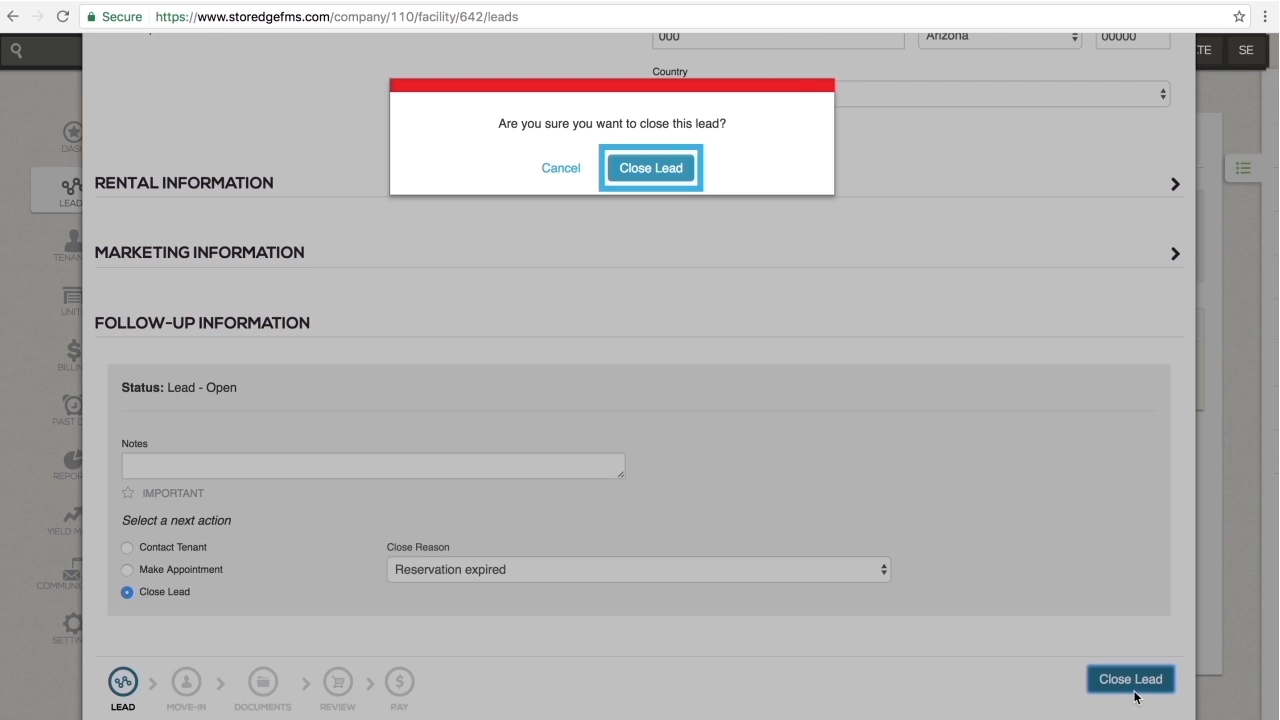 Secure https://www.storedgefms.com/company/110/facility/642/leads
000 Arizona 00000
SE
Country
Are you sure you want to close this lead?
Cancel Close Lead
RENTAL INFORMATION
MARKETING INFORMATION
FOLLOW-UP INFORMATION
Status: Lead - Open
Notes
IMPORTANT
Select a next action
Contact Tenant
Make Appointment
Close Lead
Close Reason
Reservation expired
LEAD MOVE-IN DOCUMENTS REVIEW PAY
Close Lead